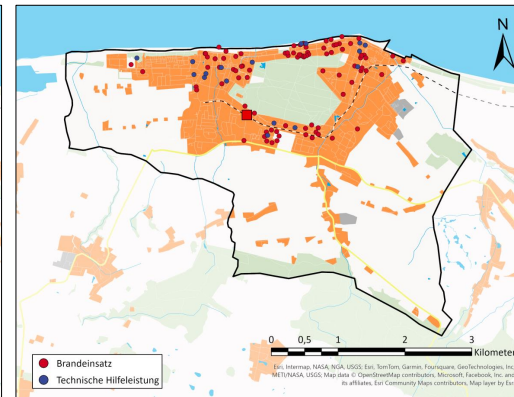 N
Brandeinsatz
Technische Hilfeleistung
0 0,5 1 2 3
Kilometer
Esri, Intermap, NASA, NGA, USGS; Esri, TomTom, Garmin, Foursquare, GeoTechnologies, Inc,
METI/NASA, USGS; Map data © OpenStreetMap contributors, Microsoft, Facebook, Inc. and
its affiliates, Esri Community Maps contributors, Map layer by Esri